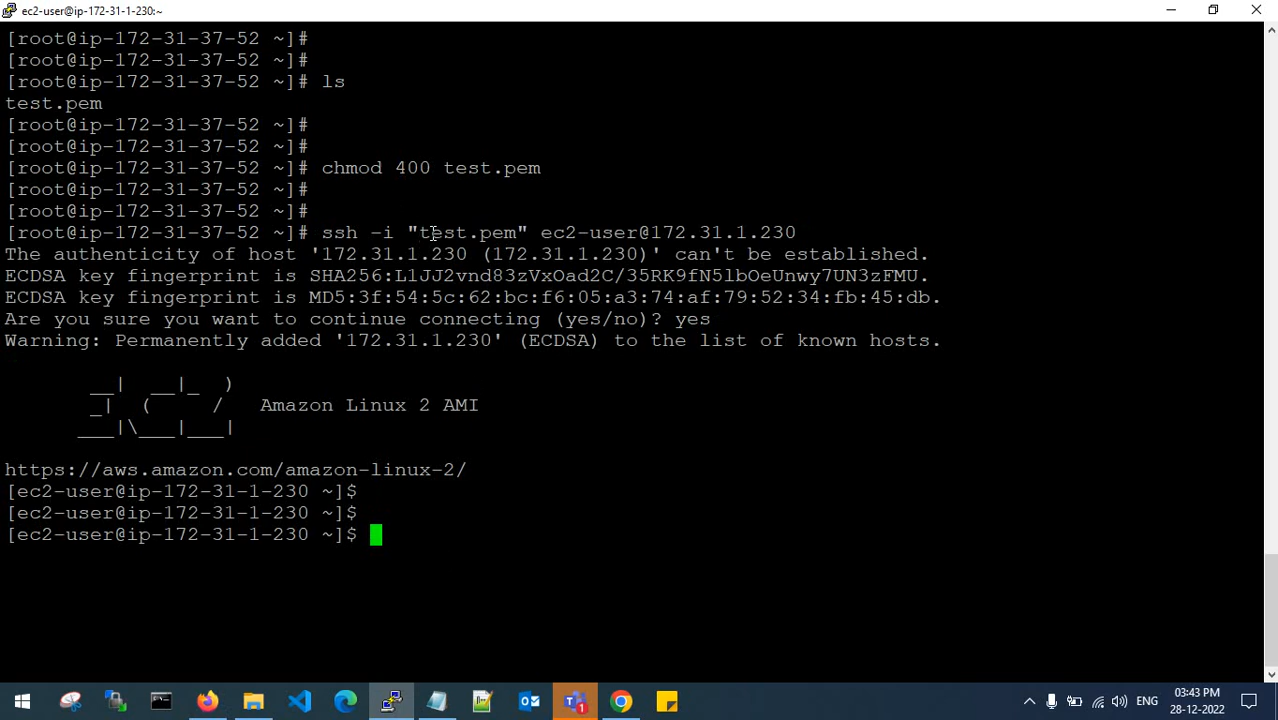 ec2-user@ip-172-31-1-230:~
[root@ip-172-31-37-52 ~]#
[root@ip-172-31-37-52 ~]#
[root@ip-172-31-37-52 ~]# ls
test.pem
[root@ip-172-31-37-52 ~]#
[root@ip-172-31-37-52 ~]#
[root@ip-172-31-37-52 ~]# chmod 400 test.pem
[root@ip-172-31-37-52 ~]#
[root@ip-172-31-37-52 ~]#
[root@ip-172-31-37-52 ~]# ssh -i "test.pem" ec2-user@172.31.1.230
The authenticity of host '172.31.1.230 (172.31.1.230)' can't be established.
ECDSA key fingerprint is SHA256:LlJJ2vnd83zVxOad2C/35RK9fN5lbOeUnwy7UN3zFMU.
ECDSA key fingerprint is MD5:3f:54:5c:62:bc:f6:05:a3:74:af:79:52:34:fb:45:db.
Are you sure you want to continue connecting (yes/no)? yes
Warning: Permanently added '172.31.1.230' (ECDSA) to the list of known hosts.
__|  __|_  )
_|  (     /   Amazon Linux 2 AMI
___|\___|___|
https://aws.amazon.com/amazon-linux-2/
[ec2-user@ip-172-31-1-230 ~]$
[ec2-user@ip-172-31-1-230 ~]$
[ec2-user@ip-172-31-1-230 ~]$
1
ENG
03:43 PM
28-12-2022